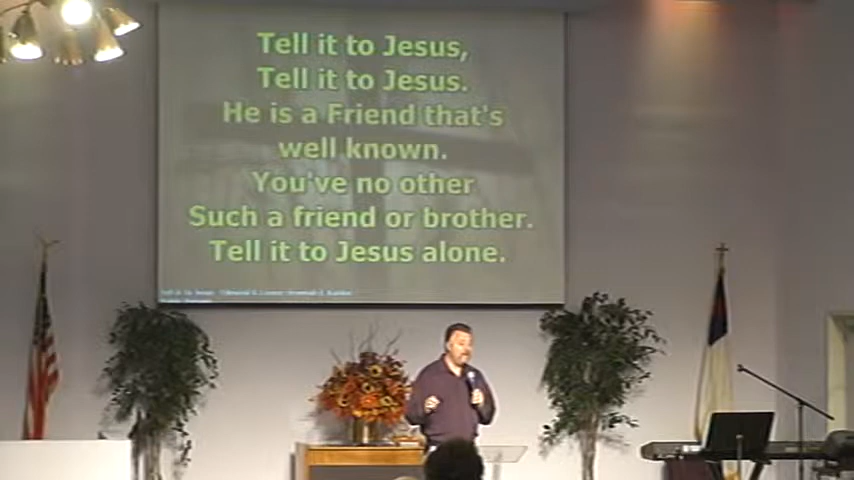 Tell it to Jesus,
Tell it to Jesus.
He is a Friend that's
well known.
You've no other
Such a friend or brother.
Tell it to Jesus alone.